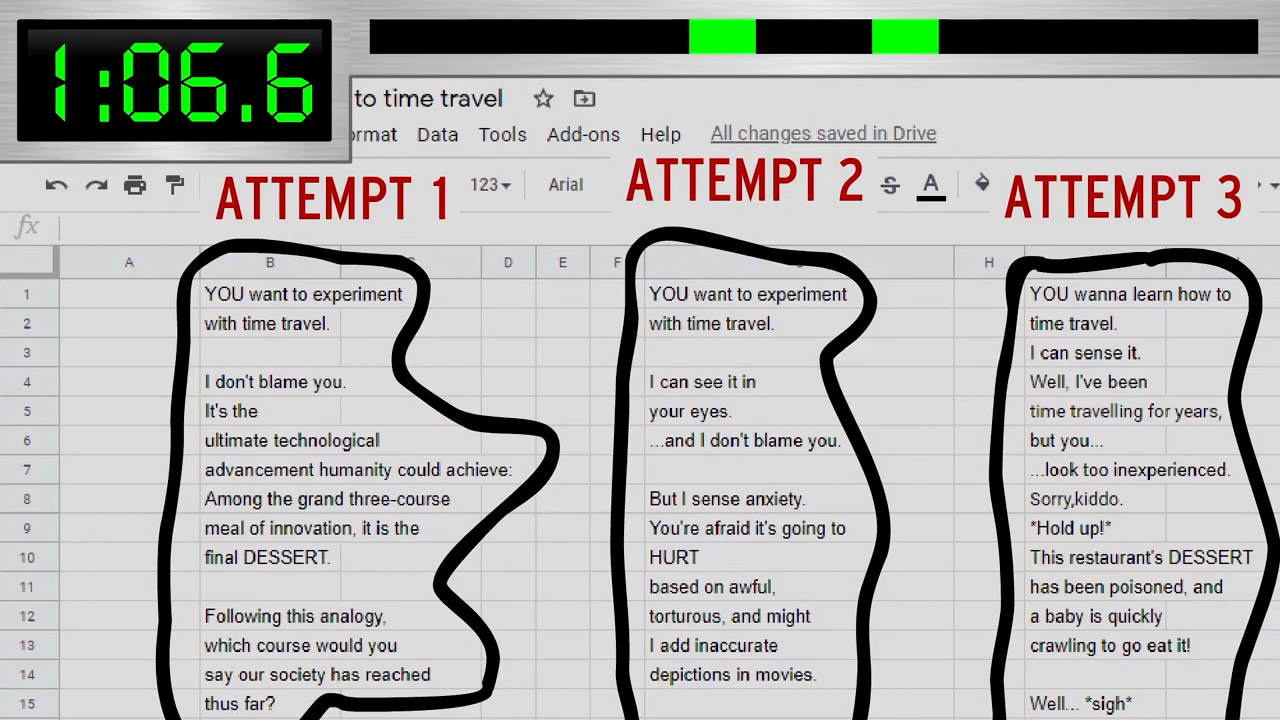 1:06.6
to time travel
ormat Data Tools Add-ons Help All changes saved in Drive
123 Arial S A
ATTEMPT 1
ATTEMPT 2
ATTEMPT 3
fx
A B C D E F G H
1 YOU want to experiment YOU want to experiment YOU wanna learn how to
2 with time travel. with time travel. time travel.
3 I can sense it.
4 I don't blame you. I can see it in Well, I've been
5 It's the your eyes. time travelling for years,
6 ultimate technological ...and I don't blame you. but you...
7 advancement humanity could achieve: ...look too inexperienced.
8 Among the grand three-course But I sense anxiety. Sorry,kiddo.
9 meal of innovation, it is the You're afraid it's going to *Hold up!*
10 final DESSERT. HURT This restaurant's DESSERT
11 based on awful, has been poisoned, and
12 Following this analogy, torturous, and might a baby is quickly
13 which course would you I add inaccurate crawling to go eat it!
14 say our society has reached depictions in movies.
15 thus far? Well... *sigh*